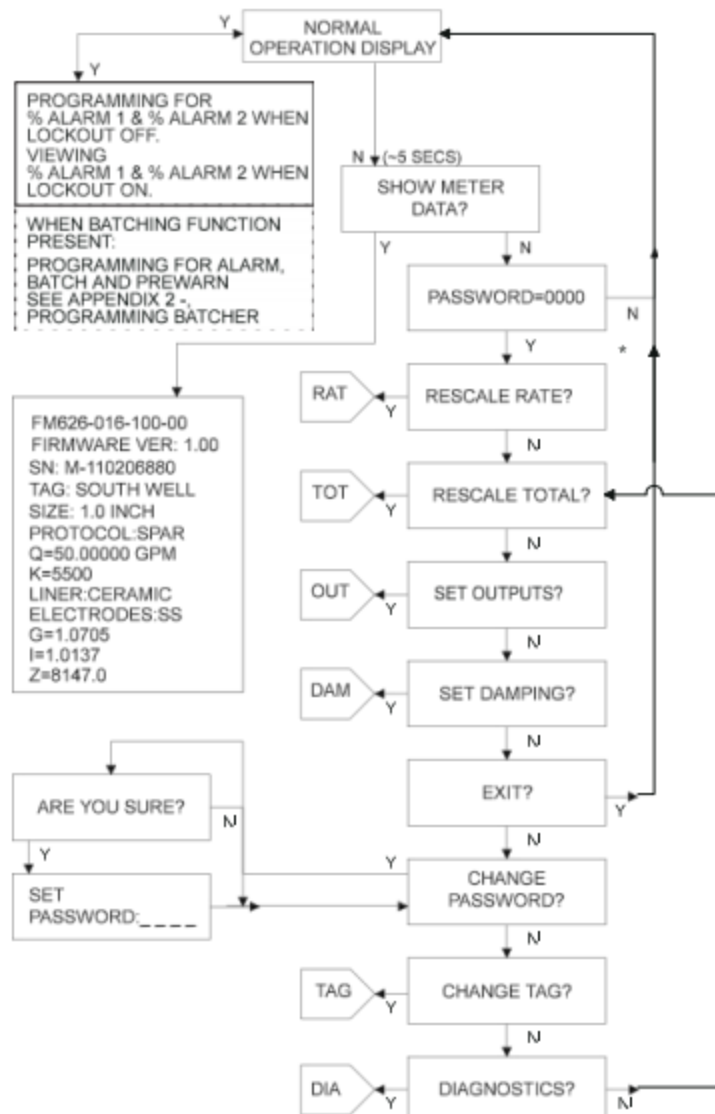 NORMAL
OPERATION DISPLAY
Y
Y
PROGRAMMING FOR
% ALARM 1 & % ALARM 2 WHEN
LOCKOUT OFF.
VIEWING
% ALARM 1 & % ALARM 2 WHEN
LOCKOUT ON.
WHEN BATCHING FUNCTION
PRESENT:
PROGRAMMING FOR ALARM,
BATCH AND PREWARN
SEE APPENDIX 2 -,
PROGRAMMING BATCHER
N (~5 SECS)
SHOW METER
DATA?
Y
N
PASSWORD=0000
N
Y
*
FM626-016-100-00
FIRMWARE VER: 1.00
SN: M-110206880
TAG: SOUTH WELL
SIZE: 1.0 INCH
PROTOCOL:SPAR
Q=50.00000 GPM
K=5500
LINER:CERAMIC
ELECTRODES:SS
G=1.0705
I=1.0137
Z=8147.0
RAT
Y
RESCALE RATE?
N
TOT
Y
RESCALE TOTAL?
N
OUT
Y
SET OUTPUTS?
N
DAM
Y
SET DAMPING?
N
EXIT?
Y
N
ARE YOU SURE?
N
Y
SET
PASSWORD:_ _ _ _
Y
CHANGE
PASSWORD?
N
TAG
Y
CHANGE TAG?
N
DIA
Y
DIAGNOSTICS?
N